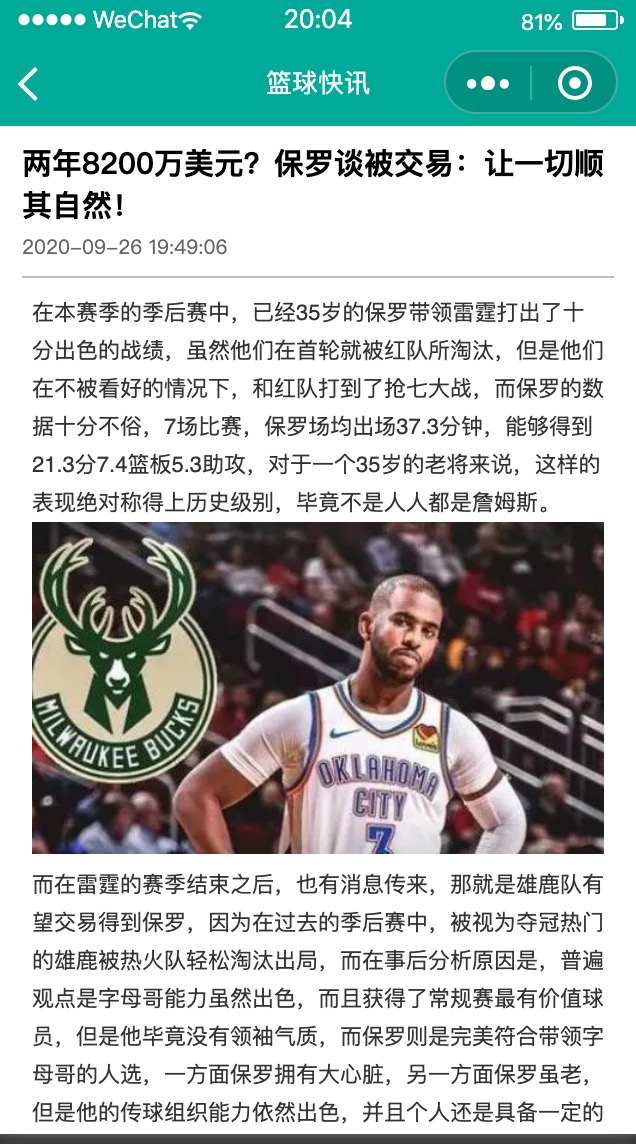 ●●●●● WeChat 20:04 81%
篮球快讯
两年8200万美元？保罗谈被交易：让一切顺
其自然！
2020-09-26 19:49:06
在本赛季的季后赛中，已经35岁的保罗带领雷霆打出了十
分出色的战绩，虽然他们在首轮就被红队所淘汰，但是他们
在不被看好的情况下，和红队打到了抢七大战，而保罗的数
据十分不俗，7场比赛，保罗场均出场37.3分钟，能够得到
21.3分7.4篮板5.3助攻，对于一个35岁的老将来说，这样的
表现绝对称得上历史级别，毕竟不是人人都是詹姆斯。
MILWAUKEE BUCKS
OKLAHOMA
CITY
3
而在雷霆的赛季结束之后，也有消息传来，那就是雄鹿队有
望交易得到保罗，因为在过去的季后赛中，被视为夺冠热门
的雄鹿被热火队轻松淘汰出局，而在事后分析原因是，普遍
观点是字母哥能力虽然出色，而且获得了常规赛最有价值球
员，但是他毕竟没有领袖气质，而保罗则是完美符合带领字
母哥的人选，一方面保罗拥有大心脏，另一方面保罗虽老，
但是他的传球组织能力依然出色，并且个人还是具备一定的